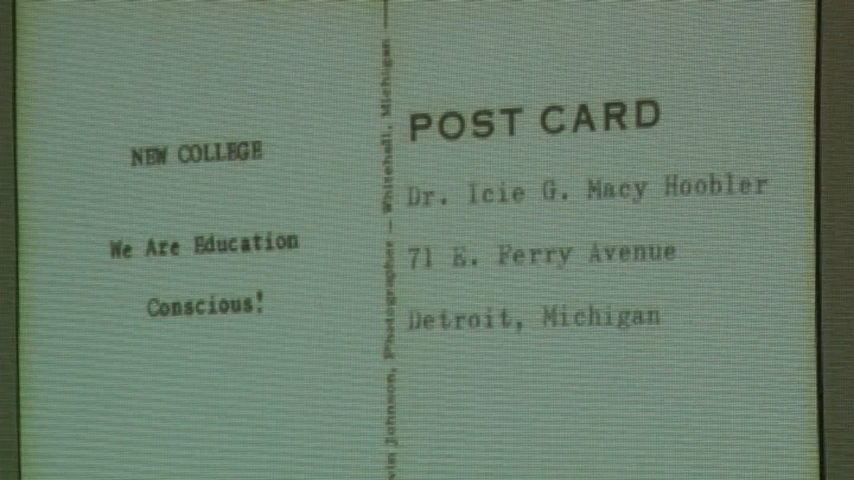 NEW COLLEGE
We Are Education
Conscious!
Johnson, Photographer — Whitehall, Michigan —
POST CARD
Dr. Icie G. Macy Hoobler
71 E. Ferry Avenue
Detroit, Michigan